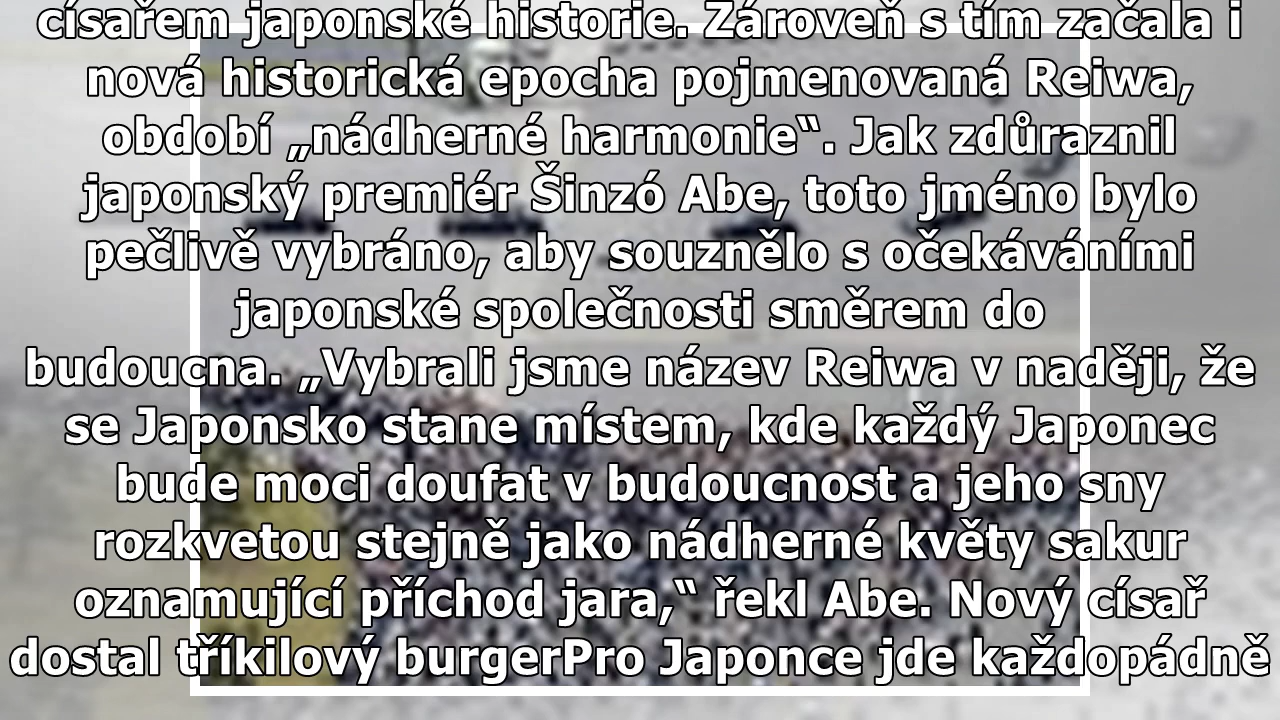 císařem japonské historie. Zároveň s tím začala i
nová historická epocha pojmenovaná Reiwa,
období „nádherné harmonie“. Jak zdůraznil
japonský premiér Šinzó Abe, toto jméno bylo
pečlivě vybráno, aby souznělo s očekáváními
japonské společnosti směrem do
budoucna. „Vybrali jsme název Reiwa v naději, že
se Japonsko stane místem, kde každý Japonec
bude moci doufat v budoucnost a jeho sny
rozkvetou stejně jako nádherné květy sakur
oznamující příchod jara,“ řekl Abe. Nový císař
dostal tříkilový burgerPro Japonce jde každopádně